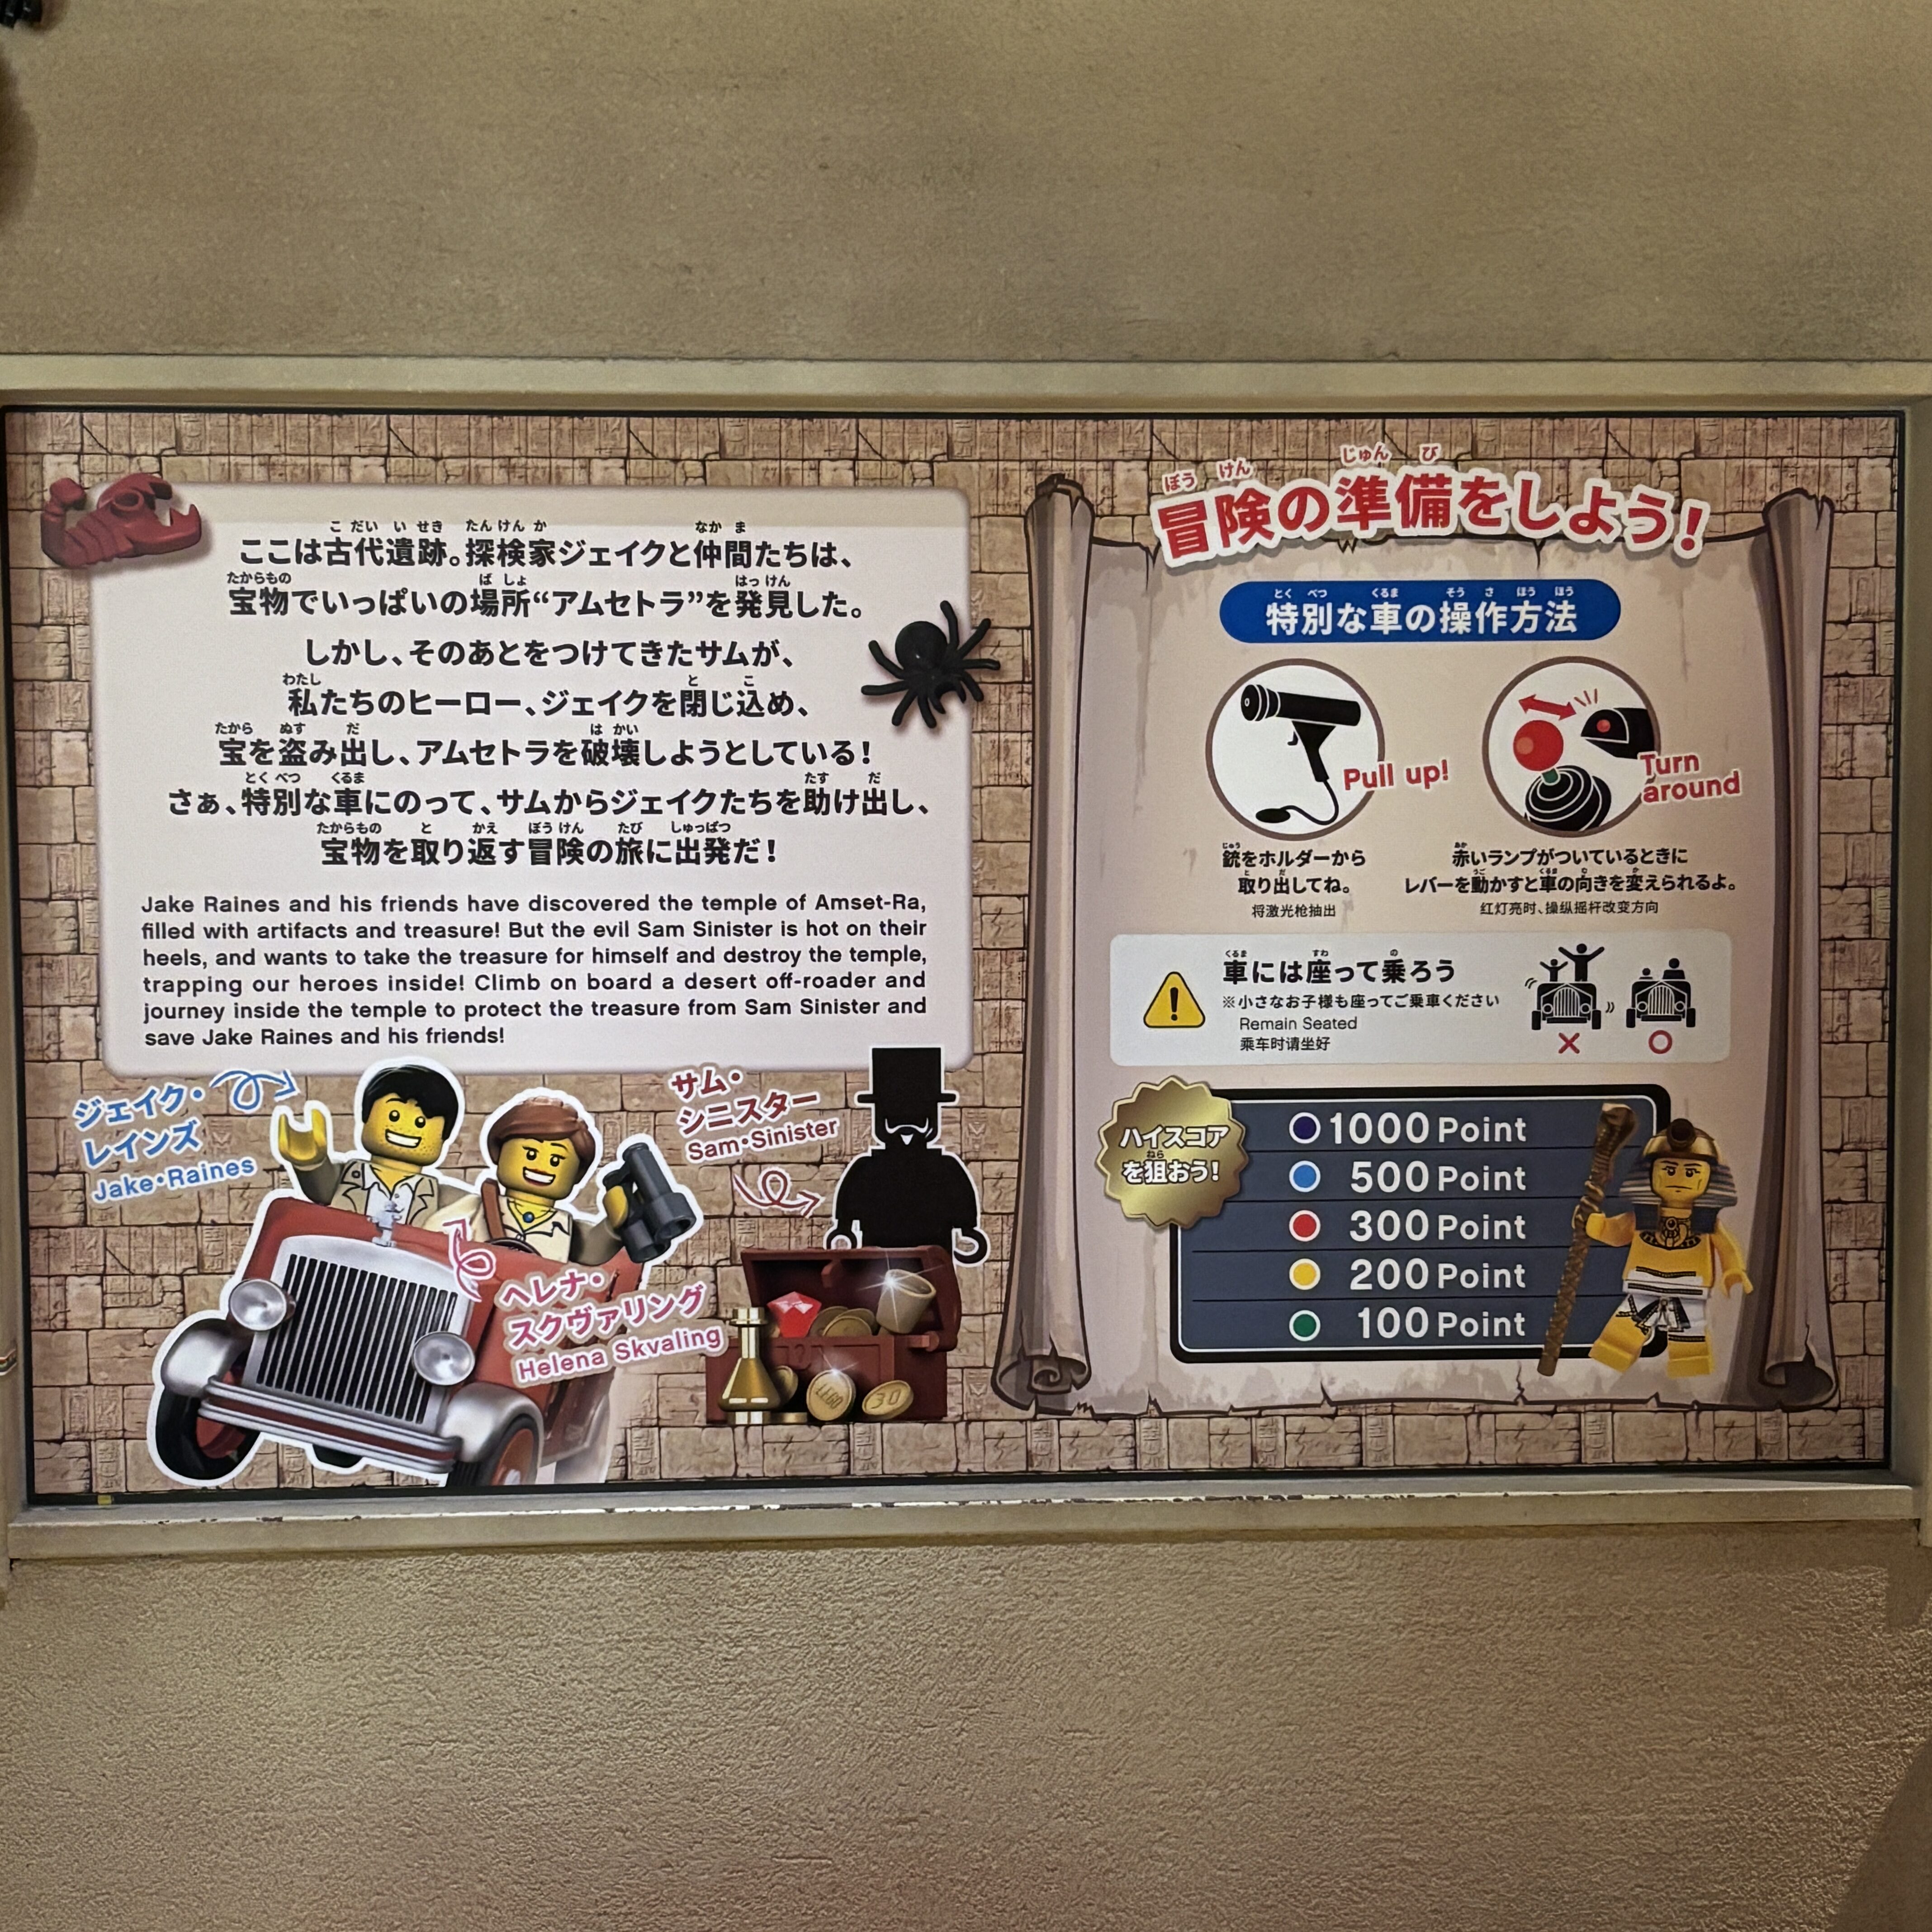 ここは古代遺跡。探検家ジェイクと仲間たちは、
宝物でいっぱいの場所“アムセトラ”を発見した。
しかし、そのあとをつけてきたサムが、
私たちのヒーロー、ジェイクを閉じ込め、
宝を盗み出し、アムセトラを破壊しようとしている!
さぁ、特別な車にのって、サムからジェイクたちを助け出し、
宝物を取り返す冒険の旅に出発だ!
Jake Raines and his friends have discovered the temple of Amset-Ra,
filled with artifacts and treasure! But the evil Sam Sinister is hot on their
heels, and wants to take the treasure for himself and destroy the temple,
trapping our heroes inside! Climb on board a desert off-roader and
journey inside the temple to protect the treasure from Sam Sinister and
save Jake Raines and his friends!
ジェイク・
レインズ
Jake・Raines
サム・
シニスター
Sam・Sinister
ヘレナ・
スクヴァリング
Helena Skvaling
LEGO
30
冒険の準備をしよう!
特別な車の操作方法
Pull up!
銃をホルダーから
取り出してね。
将激光枪抽出
Turn
around
赤いランプがついているときに
レバーを動かすと車の向きを変えられるよ。
红灯亮时、操纵摇杆改变方向
車には座って乗ろう
※小さなお子様も座ってご乗車ください
Remain Seated
乘车时请坐好
ハイスコア
を狙おう!
1000 Point
500 Point
300 Point
200 Point
100 Point